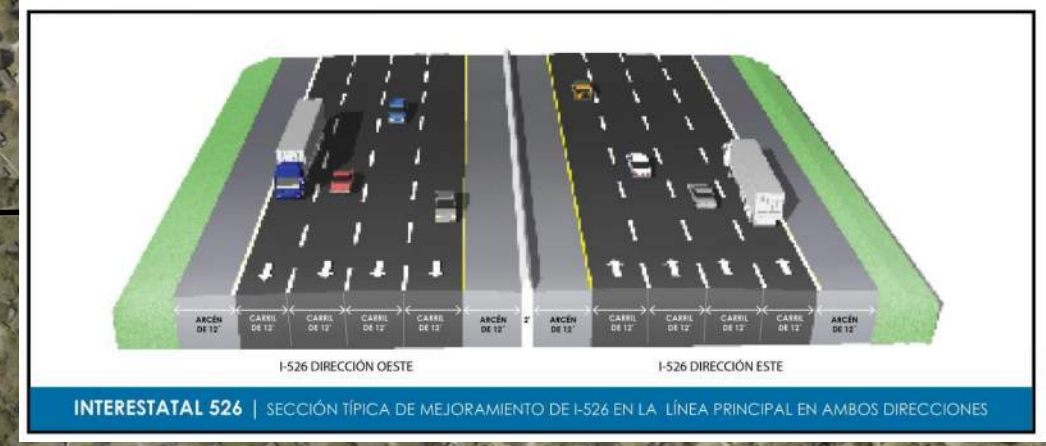 ARCÉN
DE 12'
CARRIL
DE 12'
CARRIL
DE 12'
CARRIL
DE 12'
CARRIL
DE 12'
ARCÉN
DE 12'
2'
ARCÉN
DE 12'
CARRIL
DE 12'
CARRIL
DE 12'
CARRIL
DE 12'
CARRIL
DE 12'
ARCÉN
DE 12'
I-526 DIRECCIÓN OESTE
I-526 DIRECCIÓN ESTE
INTERESTATAL 526 | SECCIÓN TÍPICA DE MEJORAMIENTO DE I-526 EN LA LÍNEA PRINCIPAL EN AMBOS DIRECCIONES